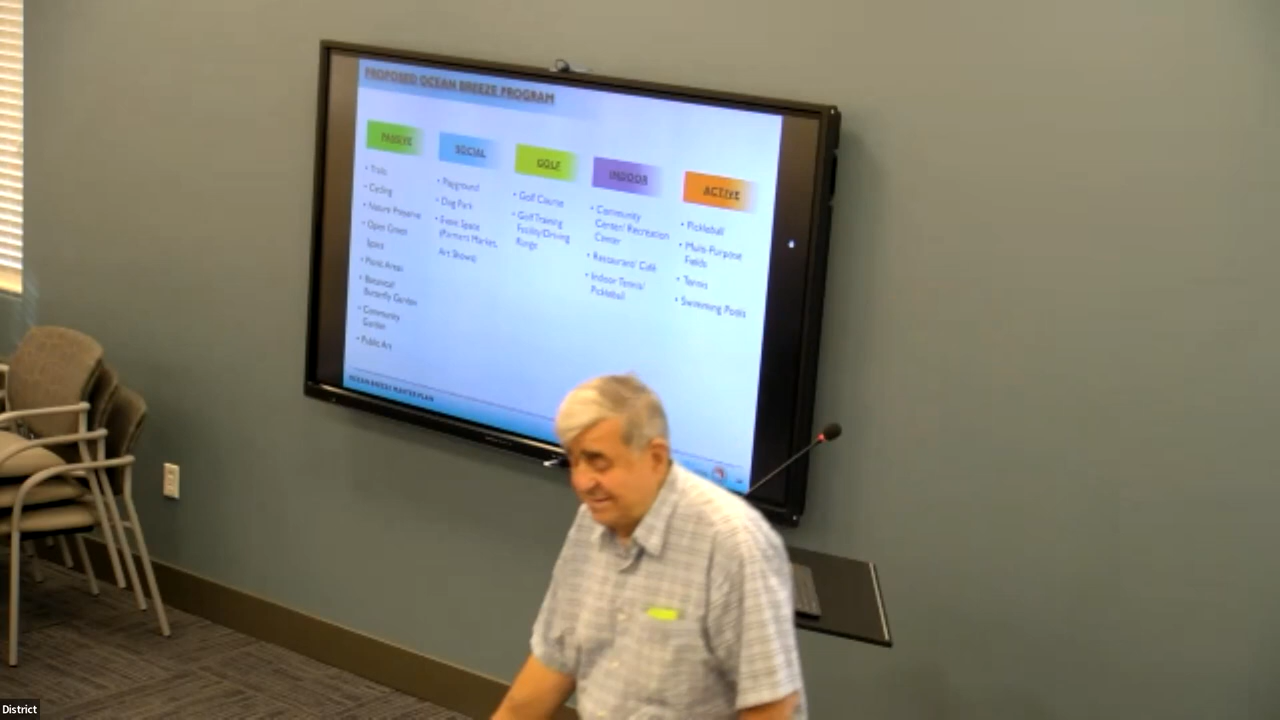 PROPOSED OCEAN BREEZE PROGRAM
PASSIVE
• Trails
• Cycling
• Nature Preserve
• Open Green
Space
• Picnic Areas
• Botanical/
Butterfly Garden
• Community
Garden
• Public Art
SOCIAL
• Playground
• Dog Park
• Event Space
(Farmers Market,
Art Shows)
GOLF
• Golf Course
• Golf Training
Facility/Driving
Range
INDOOR
• Community
Center/ Recreation
Center
• Restaurant/ Café
• Indoor Tennis/
Pickleball
ACTIVE
• Pickleball
• Multi-Purpose
Fields
• Tennis
• Swimming Pools
OCEAN BREEZE MASTER PLAN
District